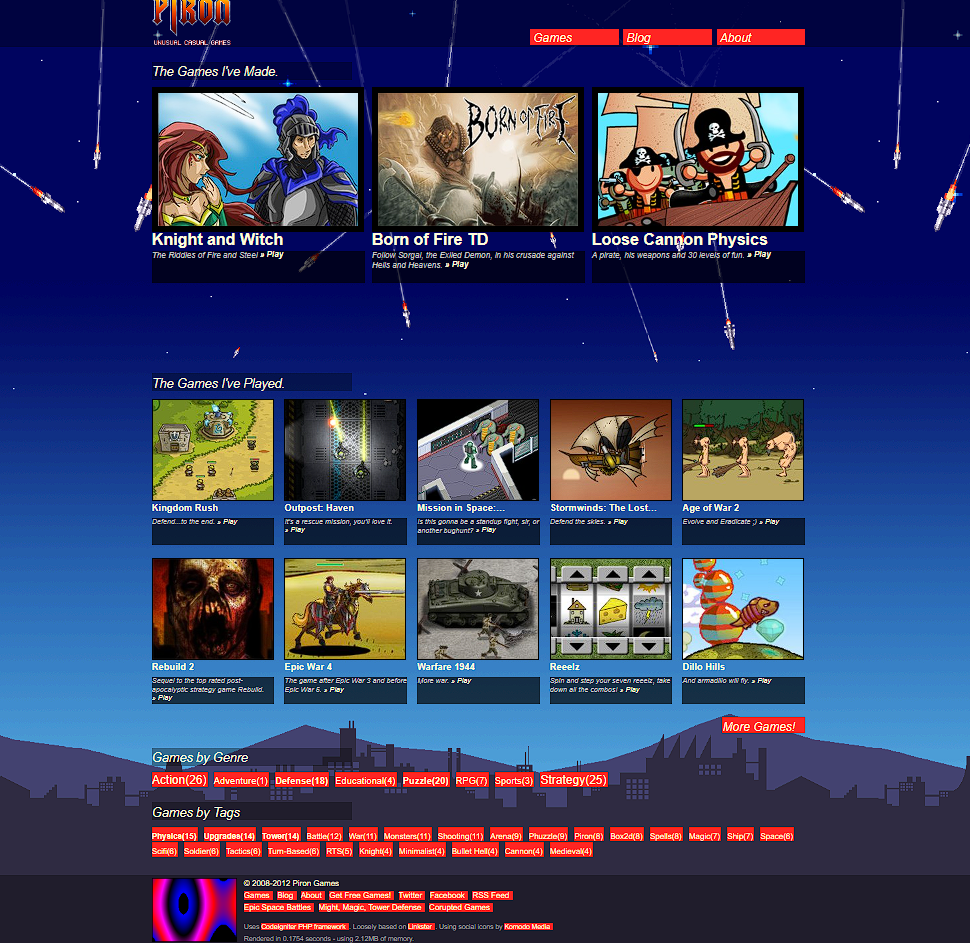 PIRON
UNUSUAL CASUAL GAMES
Games Blog About
The Games I've Made.
BORN OF FIRE
Knight and Witch
The Riddles of Fire and Steel » Play
Born of Fire TD
Follow Sorgal, the Exiled Demon, in his crusade against
Hells and Heavens. » Play
Loose Cannon Physics
A pirate, his weapons and 30 levels of fun. » Play
The Games I've Played.
Kingdom Rush
Defend...to the end. » Play
Outpost: Haven
It's a rescue mission, you'll love it.
» Play
Mission in Space:...
Is this gonna be a standup fight, sir, or
another bughunt? » Play
Stormwinds: The Lost...
Defend the skies. » Play
Age of War 2
Evolve and Eradicate ;) » Play
Rebuild 2
Sequel to the top rated post-
apocalyptic strategy game Rebuild.
» Play
Epic War 4
The game after Epic War 3 and before
Epic War 5. » Play
Warfare 1944
More war. » Play
Reeelz
Spin and step your seven reeelz, take
down all the combos! » Play
Dillo Hills
And armadillo will fly. » Play
More Games!
Games by Genre
Action(26) Adventure(1) Defense(18) Educational(4) Puzzle(20) RPG(7) Sports(3) Strategy(25)
Games by Tags
Physics(15) Upgrades(14) Tower(14) Battle(12) War(11) Monsters(11) Shooting(11) Arena(9) Phuzzle(9) Piron(8) Box2d(8) Spells(8) Magic(7) Ship(7) Space(6)
Scifi(6) Soldier(6) Tactics(6) Turn-Based(6) RTS(5) Knight(4) Minimalist(4) Bullet Hell(4) Cannon(4) Medieval(4)
© 2008-2012 Piron Games
Games Blog About Get Free Games! Twitter Facebook RSS Feed
Epic Space Battles Might, Magic, Tower Defense Corupted Games
Uses CodeIgniter PHP framework . Loosely based on Linkster . Using social icons by Komodo Media
Rendered in 0.1754 seconds - using 2.12MB of memory.